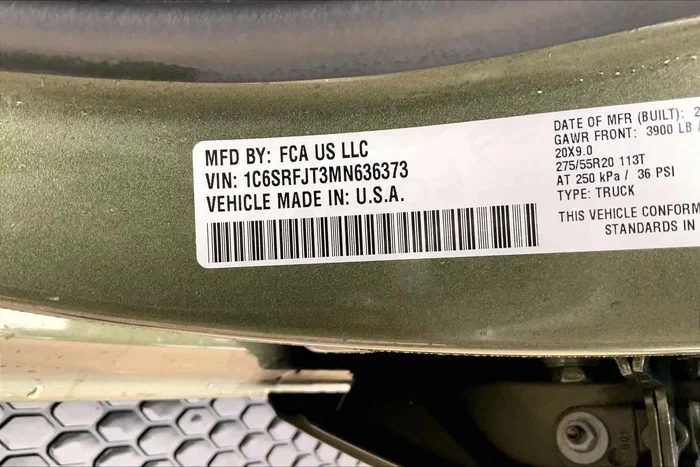 MFD BY: FCA US LLC
VIN: 1C6SRFJT3MN636373
VEHICLE MADE IN: U.S.A.
DATE OF MFR (BUILT): 2
GAWR FRONT: 3900 LB
20X9.0
275/55R20 113T
AT 250 kPa / 36 PSI
TYPE: TRUCK
THIS VEHICLE CONFORM
STANDARDS IN